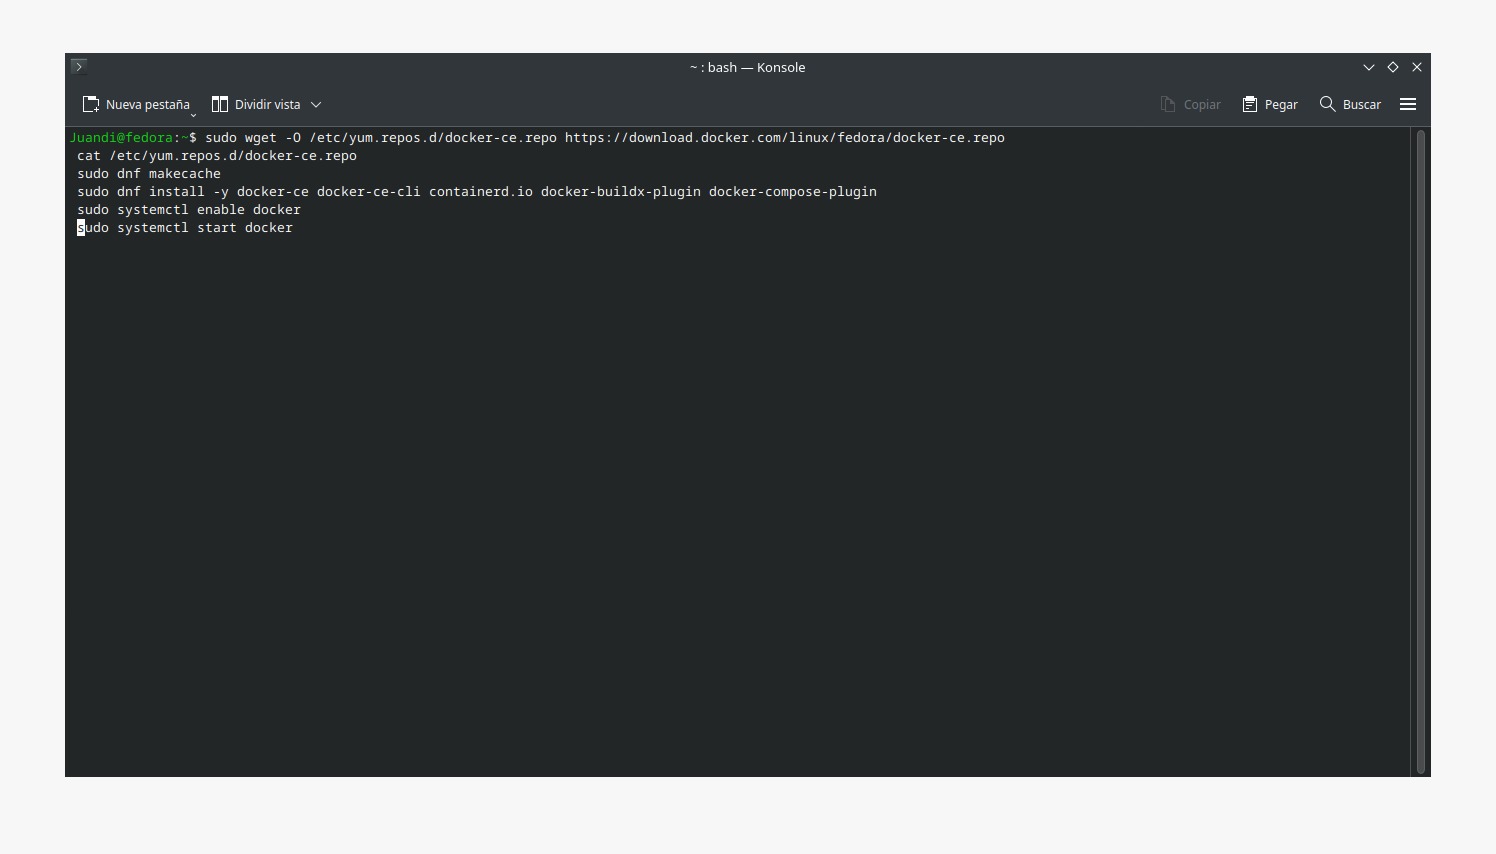 ~ : bash — Konsole
Nueva pestaña
Dividir vista
Copiar
Pegar
Buscar
Juandi@fedora:~$ sudo wget -O /etc/yum.repos.d/docker-ce.repo https://download.docker.com/linux/fedora/docker-ce.repo
cat /etc/yum.repos.d/docker-ce.repo
sudo dnf makecache
sudo dnf install -y docker-ce docker-ce-cli containerd.io docker-buildx-plugin docker-compose-plugin
sudo systemctl enable docker
sudo systemctl start docker